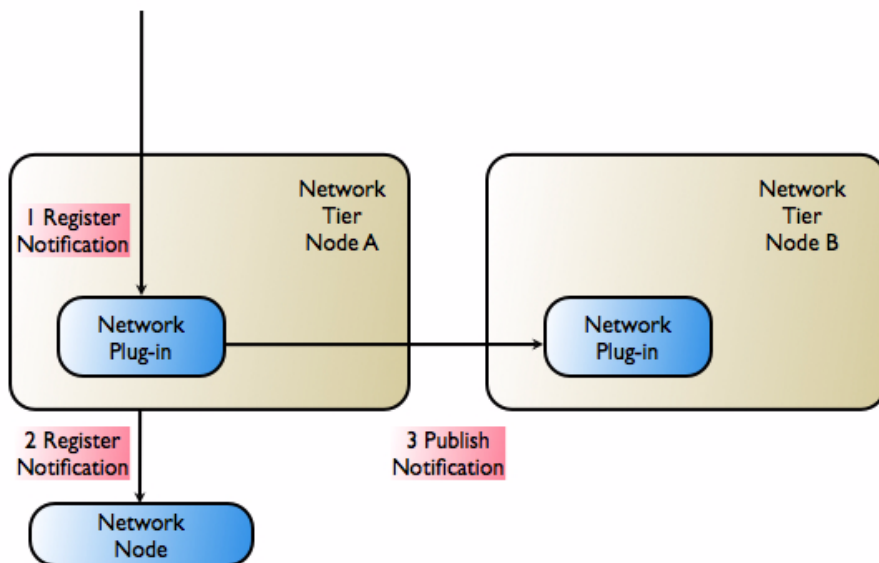 Network
Tier
Node A
Network
Tier
Node B
1 Register
Notification
Network
Plug-in
Network
Plug-in
2 Register
Notification
3 Publish
Notification
Network
Node